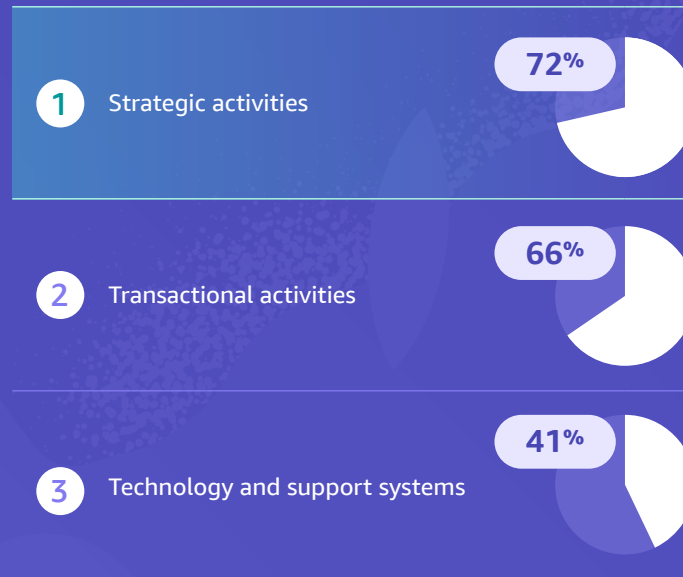 72%
1 Strategic activities
66%
2 Transactional activities
41%
3 Technology and support systems